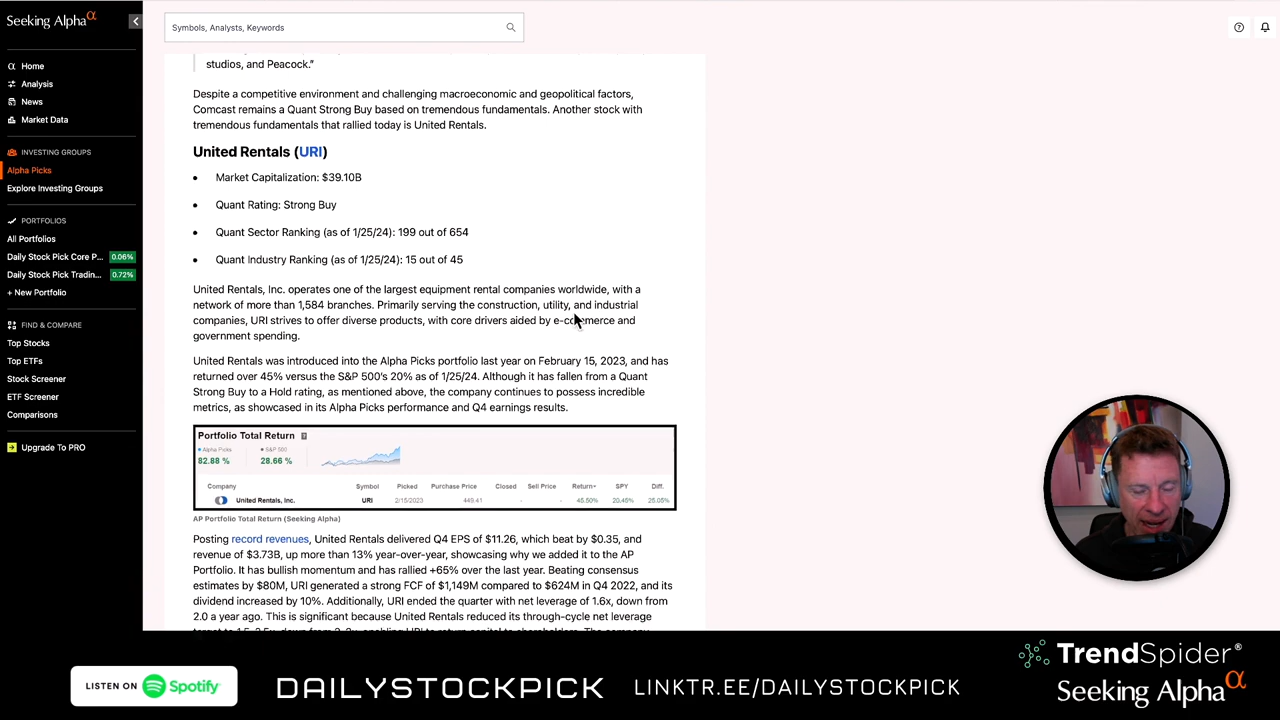 Seeking Alpha α
Symbols, Analysts, Keywords
Home
Analysis
News
Market Data
INVESTING GROUPS
Alpha Picks
Explore Investing Groups
PORTFOLIOS
All Portfolios
Daily Stock Pick Core P... 0.06%
Daily Stock Pick Tradin... 0.72%
+ New Portfolio
FIND & COMPARE
Top Stocks
Top ETFs
Stock Screener
ETF Screener
Comparisons
Upgrade To PRO
studios, and Peacock.”
Despite a competitive environment and challenging macroeconomic and geopolitical factors,
Comcast remains a Quant Strong Buy based on tremendous fundamentals. Another stock with
tremendous fundamentals that rallied today is United Rentals.
United Rentals (URI)
• Market Capitalization: $39.10B
• Quant Rating: Strong Buy
• Quant Sector Ranking (as of 1/25/24): 199 out of 654
• Quant Industry Ranking (as of 1/25/24): 15 out of 45
United Rentals, Inc. operates one of the largest equipment rental companies worldwide, with a
network of more than 1,584 branches. Primarily serving the construction, utility, and industrial
companies, URI strives to offer diverse products, with core drivers aided by e-commerce and
government spending.
United Rentals was introduced into the Alpha Picks portfolio last year on February 15, 2023, and has
returned over 45% versus the S&P 500's 20% as of 1/25/24. Although it has fallen from a Quant
Strong Buy to a Hold rating, as mentioned above, the company continues to possess incredible
metrics, as showcased in its Alpha Picks performance and Q4 earnings results.
Portfolio Total Return
Alpha Picks S&P 500
82.88 % 28.66 %
Company Symbol Picked Purchase Price Closed Sell Price Return SPY Diff.
United Rentals, Inc. URI 2/15/2023 449.41 - - 45.50% 20.45% 25.05%
AP Portfolio Total Return (Seeking Alpha)
Posting record revenues, United Rentals delivered Q4 EPS of $11.26, which beat by $0.35, and
revenue of $3.73B, up more than 13% year-over-year, showcasing why we added it to the AP
Portfolio. It has bullish momentum and has rallied +65% over the last year. Beating consensus
estimates by $80M, URI generated a strong FCF of $1,149M compared to $624M in Q4 2022, and its
dividend increased by 10%. Additionally, URI ended the quarter with net leverage of 1.6x, down from
2.0 a year ago. This is significant because United Rentals reduced its through-cycle net leverage
LISTEN ON Spotify
DAILYSTOCKPICK
LINKTR.EE/DAILYSTOCKPICK
TrendSpider®
Seeking Alpha α